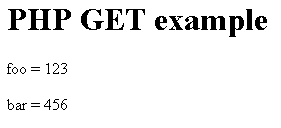 PHP GET example
foo = 123
bar = 456